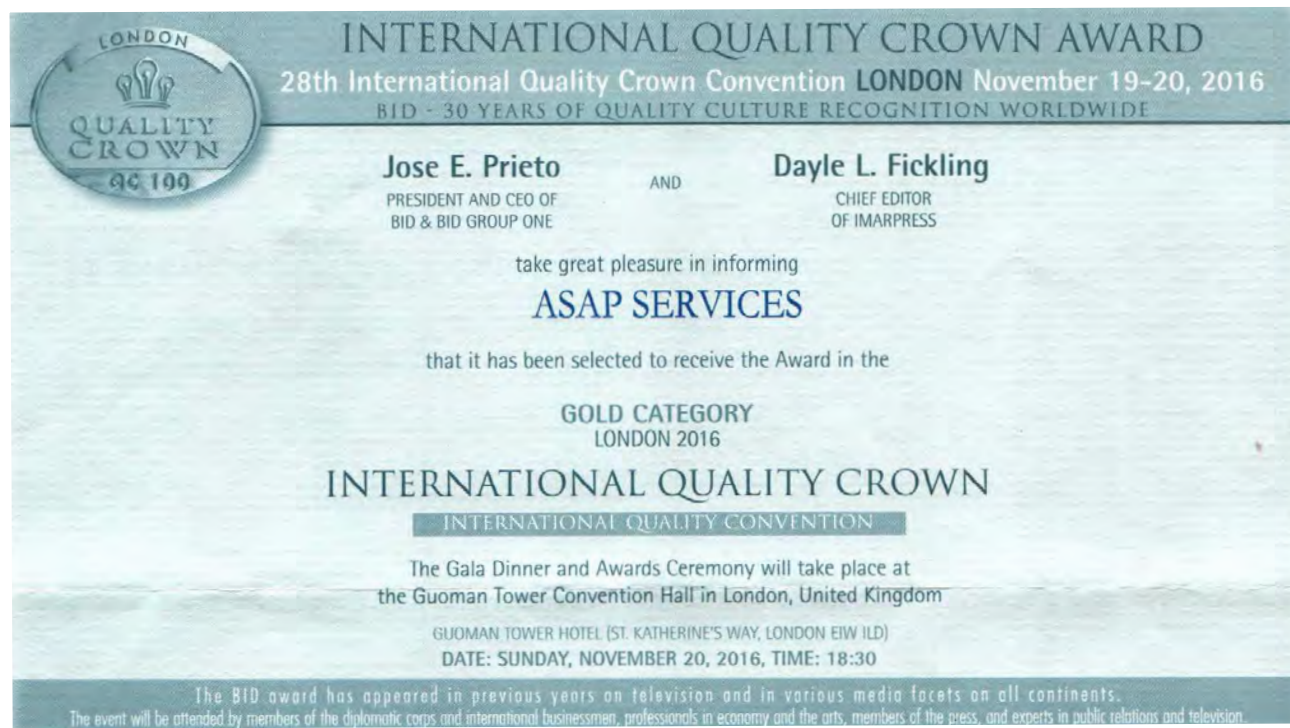 LONDON
QUALITY
CROWN
QC 100
INTERNATIONAL QUALITY CROWN AWARD
28th International Quality Crown Convention LONDON November 19-20, 2016
BID - 30 YEARS OF QUALITY CULTURE RECOGNITION WORLDWIDE
Jose E. Prieto
PRESIDENT AND CEO OF
BID & BID GROUP ONE
AND
Dayle L. Fickling
CHIEF EDITOR
OF IMARPRESS
take great pleasure in informing
ASAP SERVICES
that it has been selected to receive the Award in the
GOLD CATEGORY
LONDON 2016
INTERNATIONAL QUALITY CROWN
INTERNATIONAL QUALITY CONVENTION
The Gala Dinner and Awards Ceremony will take place at
the Guoman Tower Convention Hall in London, United Kingdom
GUOMAN TOWER HOTEL (ST. KATHERINE'S WAY, LONDON EIW ILD)
DATE: SUNDAY, NOVEMBER 20, 2016, TIME: 18:30
The BID award has appeared in previous years on television and in various media facets on all continents.
The event will be attended by members of the diplomatic corps and international businessmen, professionals in economy and the arts, members of the press, and experts in public relations and television.